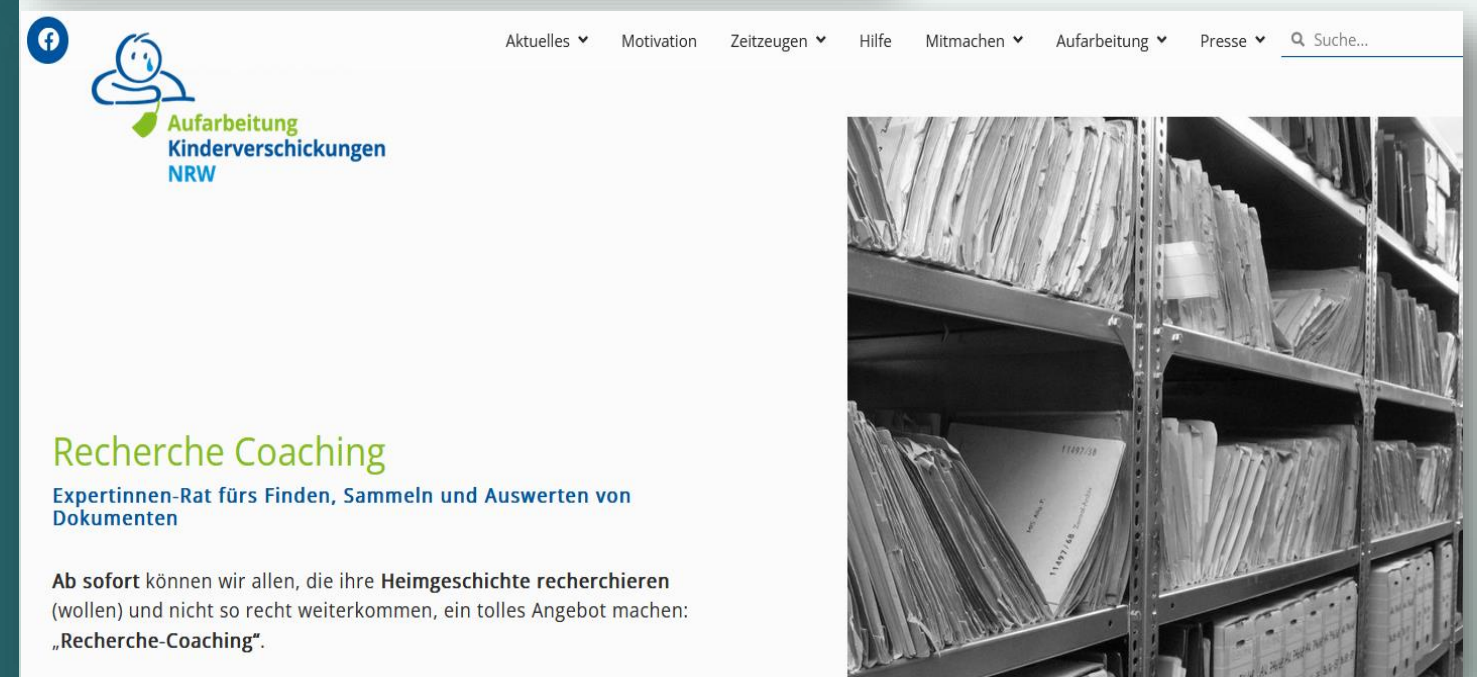 Aktuelles
Motivation
Zeitzeugen
Hilfe
Mitmachen
Aufarbeitung
Presse
Suche...
Aufarbeitung
Kinderverschickungen
NRW
Recherche Coaching
Expertinnen-Rat fürs Finden, Sammeln und Auswerten von
Dokumenten
Ab sofort können wir allen, die ihre Heimgeschichte recherchieren
(wollen) und nicht so recht weiterkommen, ein tolles Angebot machen:
„Recherche-Coaching“.
11497/68